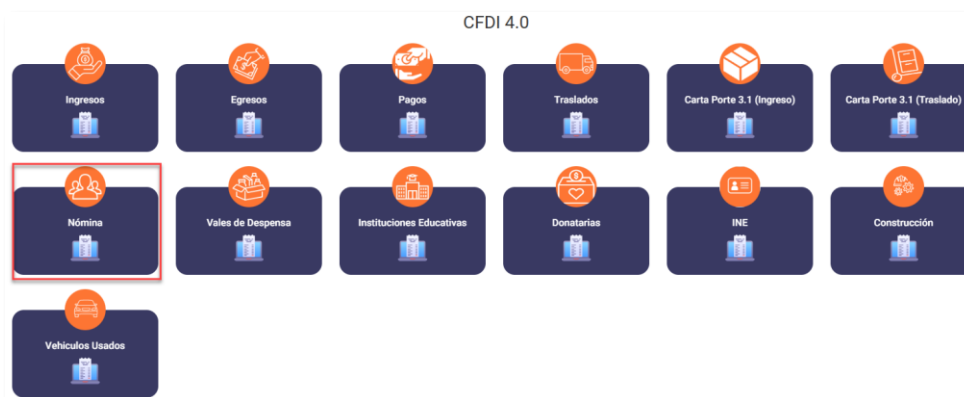 CFDI 4.0
Ingresos
Egresos
Pagos
Traslados
Carta Porte 3.1 (Ingreso)
Carta Porte 3.1 (Traslado)
Nómina
Vales de Despensa
Instituciones Educativas
Donatarias
INE
Construcción
Vehiculos Usados